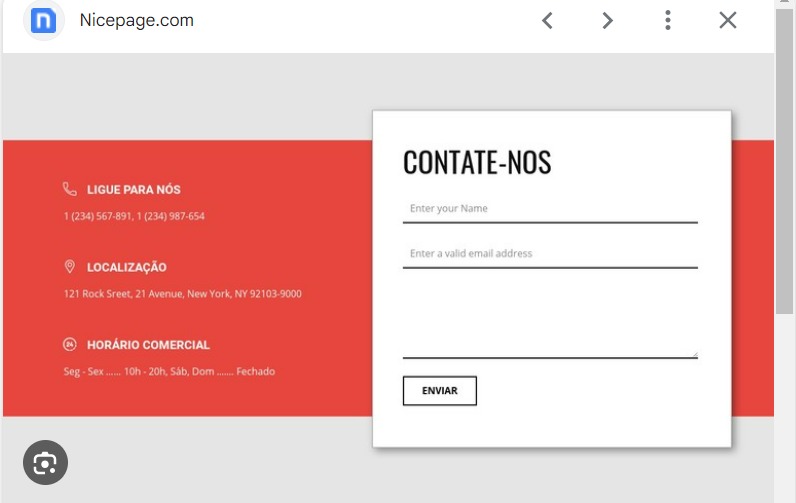 Nicepage.com
LIGUE PARA NÓS
1 (234) 567-891, 1 (234) 987-654
LOCALIZAÇÃO
121 Rock Sreet, 21 Avenue, New York, NY 92103-9000
24
HORÁRIO COMERCIAL
Seg - Sex ...... 10h - 20h, Sáb, Dom ....... Fechado
CONTATE-NOS
Enter your Name
Enter a valid email address
ENVIAR